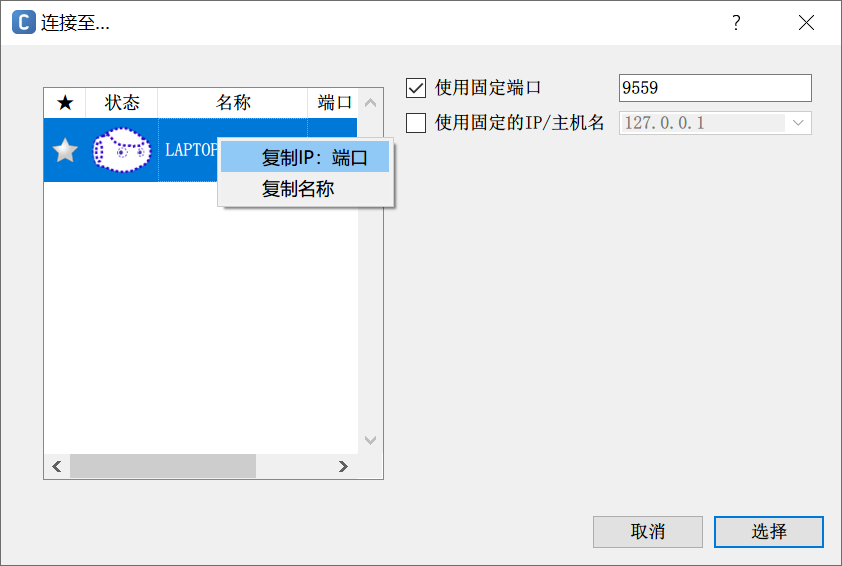 连接至...
★ 状态 名称 端口
LAPTOP
复制IP：端口
复制名称
使用固定端口 9559
使用固定的IP/主机名 127.0.0.1
取消 选择